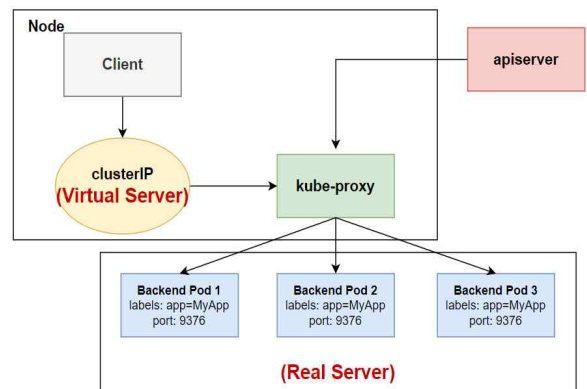 Node
Client
apiserver
clusterIP
(Virtual Server)
kube-proxy
Backend Pod 1
labels: app=MyApp
port: 9376
Backend Pod 2
labels: app=MyApp
port: 9376
Backend Pod 3
labels: app=MyApp
port: 9376
(Real Server)